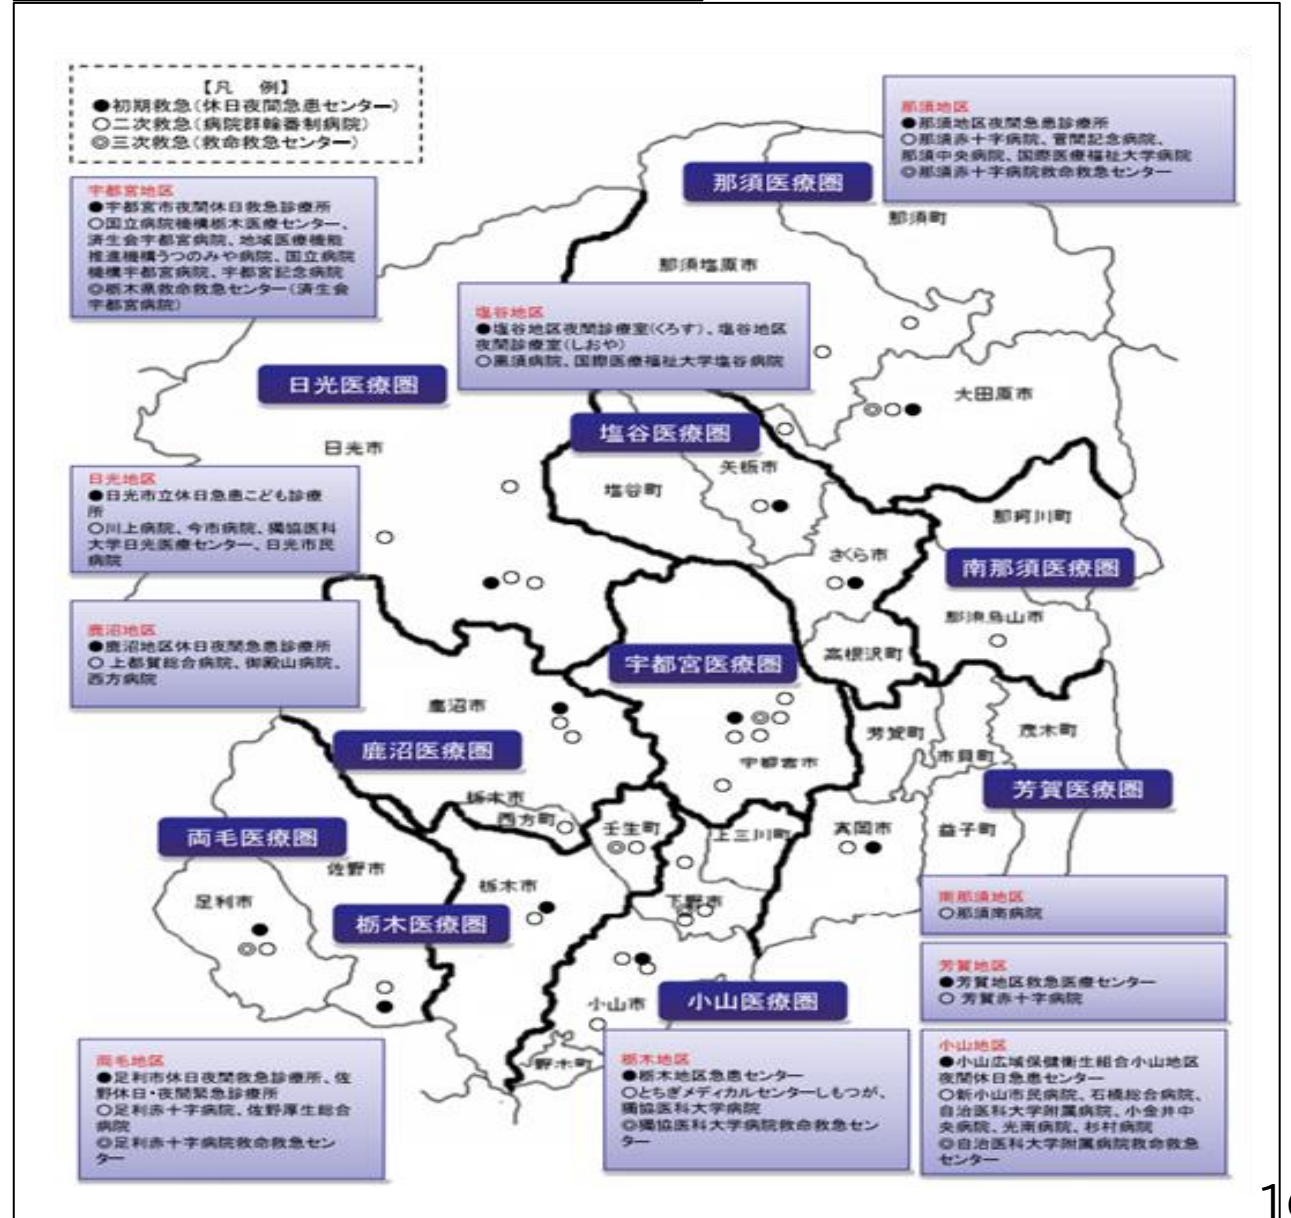 【凡 例】
●初期救急(休日夜間急患センター)
○二次救急(病院群輪番制病院)
◎三次救急(救命救急センター)
那須地区
●那須地区夜間急患診療所
○那須赤十字病院、菅間記念病院、
那須中央病院、国際医療福祉大学病院
◎那須赤十字病院救命救急センター
宇都宮地区
●宇都宮市夜間休日救急診療所
○国立病院機構栃木医療センター、
済生会宇都宮病院、地域医療機能
推進機構うつのみや病院、国立病院
機構宇都宮病院、宇都宮記念病院
◎栃木県救命救急センター(済生会
宇都宮病院)
那須医療圏
那須町
那須塩原市
塩谷地区
●塩谷地区夜間診療室(くろす)、塩谷地区
夜間診療室(しおや)
○黒須病院、国際医療福祉大学塩谷病院
日光医療圏
大田原市
塩谷医療圏
日光市
矢板市
塩谷町
日光地区
●日光市立休日急患こども診療
所
○川上病院、今市病院、獨協医科
大学日光医療センター、日光市民
病院
那珂川町
さくら市
南那須医療圏
鹿沼地区
●鹿沼地区休日夜間急患診療所
○ 上都賀総合病院、御殿山病院、
西方病院
那須烏山市
宇都宮医療圏
高根沢町
鹿沼市
鹿沼医療圏
芳賀町
茂木町
市貝町
宇都宮市
芳賀医療圏
栃木市
西方町
両毛医療圏
壬生町
上三川町
真岡市
益子町
佐野市
足利市
栃木市
栃木医療圏
下野市
南那須地区
○那須南病院
芳賀地区
●芳賀地区救急医療センター
○ 芳賀赤十字病院
小山市
小山医療圏
野木町
両毛地区
●足利市休日夜間救急診療所、佐
野休日・夜間緊急診療所
○足利赤十字病院、佐野厚生総合
病院
◎足利赤十字病院救命救急セン
ター
栃木地区
●栃木地区急患センター
○とちぎメディカルセンターしもつが、
獨協医科大学病院
◎獨協医科大学病院救命救急セン
ター
小山地区
●小山広域保健衛生組合小山地区
夜間休日急患センター
○新小山市民病院、石橋総合病院、
自治医科大学附属病院、小金井中
央病院、光南病院、杉村病院
◎自治医科大学附属病院救命救急
センター